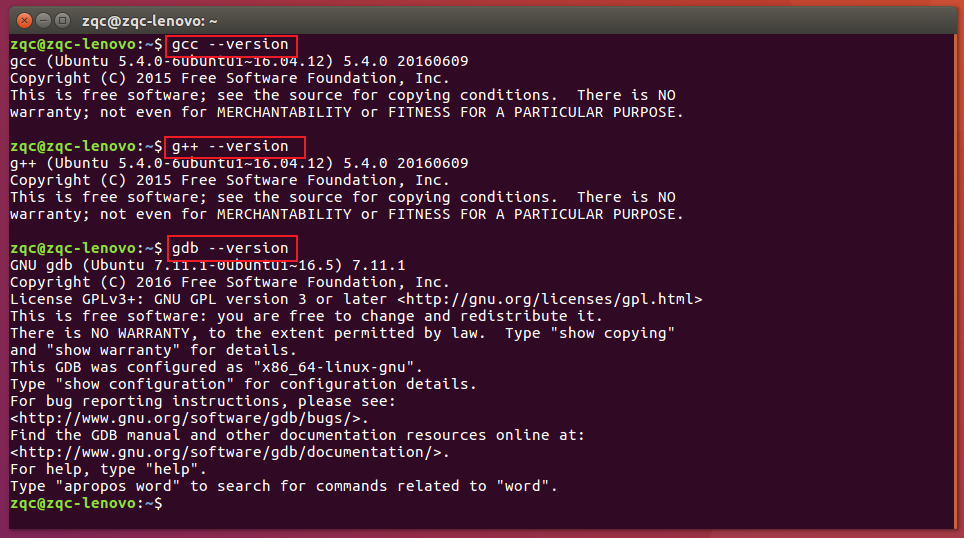 zqc@zqc-lenovo: ~
zqc@zqc-lenovo:~$ gcc --version
gcc (Ubuntu 5.4.0-6ubuntu1~16.04.12) 5.4.0 20160609
Copyright (C) 2015 Free Software Foundation, Inc.
This is free software; see the source for copying conditions.  There is NO
warranty; not even for MERCHANTABILITY or FITNESS FOR A PARTICULAR PURPOSE.
zqc@zqc-lenovo:~$ g++ --version
g++ (Ubuntu 5.4.0-6ubuntu1~16.04.12) 5.4.0 20160609
Copyright (C) 2015 Free Software Foundation, Inc.
This is free software; see the source for copying conditions.  There is NO
warranty; not even for MERCHANTABILITY or FITNESS FOR A PARTICULAR PURPOSE.
zqc@zqc-lenovo:~$ gdb --version
GNU gdb (Ubuntu 7.11.1-0ubuntu1~16.5) 7.11.1
Copyright (C) 2016 Free Software Foundation, Inc.
License GPLv3+: GNU GPL version 3 or later <http://gnu.org/licenses/gpl.html>
This is free software: you are free to change and redistribute it.
There is NO WARRANTY, to the extent permitted by law.  Type "show copying"
and "show warranty" for details.
This GDB was configured as "x86_64-linux-gnu".
Type "show configuration" for configuration details.
For bug reporting instructions, please see:
<http://www.gnu.org/software/gdb/bugs/>.
Find the GDB manual and other documentation resources online at:
<http://www.gnu.org/software/gdb/documentation/>.
For help, type "help".
Type "apropos word" to search for commands related to "word".
zqc@zqc-lenovo:~$